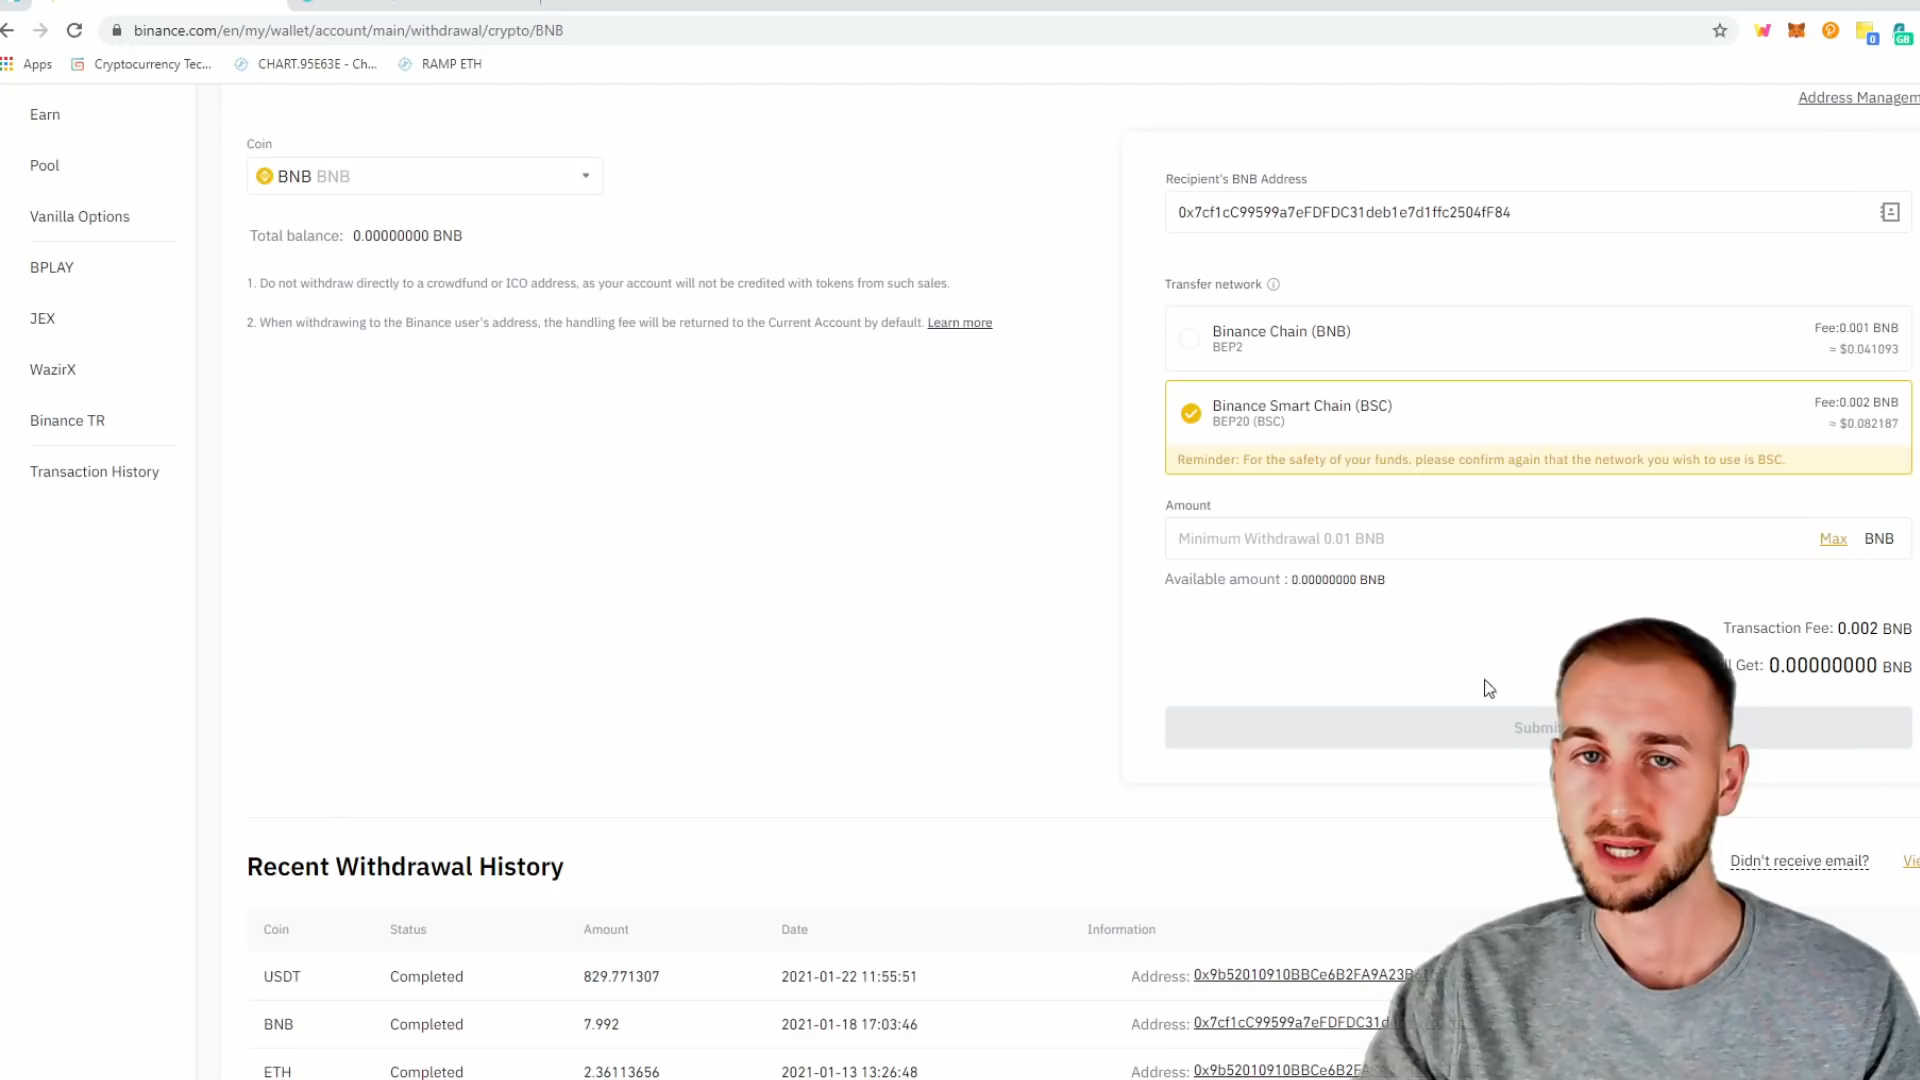 binance.com/en/my/wallet/account/main/withdrawal/crypto/BNB
0
GB
Apps
Cryptocurrency Tec...
CHART.95E63E - Ch...
RAMP ETH
Address Managem
Earn
Pool
Vanilla Options
BPLAY
JEX
WazirX
Binance TR
Transaction History
Coin
BNB BNB
Total balance: 0.00000000 BNB
1. Do not withdraw directly to a crowdfund or ICO address, as your account will not be credited with tokens from such sales.
2. When withdrawing to the Binance user's address, the handling fee will be returned to the Current Account by default. Learn more
Recipient's BNB Address
0x7cf1cC99599a7eFDFDC31deb1e7d1ffc2504fF84
Transfer network
Binance Chain (BNB)
BEP2
Fee:0.001 BNB
≈ $0.041093
Binance Smart Chain (BSC)
BEP20 (BSC)
Fee:0.002 BNB
≈ $0.082187
Reminder: For the safety of your funds, please confirm again that the network you wish to use is BSC.
Amount
Minimum Withdrawal 0.01 BNB
Max BNB
Available amount : 0.00000000 BNB
Transaction Fee: 0.002 BNB
Get: 0.00000000 BNB
Submi
Recent Withdrawal History
Didn't receive email?
Vie
Coin Status Amount Date Information
USDT Completed 829.771307 2021-01-22 11:55:51 Address: 0x9b52010910BBCe6B2FA9A23B
BNB Completed 7.992 2021-01-18 17:03:46 Address: 0x7cf1cC99599a7eFDFDC31d
ETH Completed 2.36113656 2021-01-13 13:26:48 Address: 0x9b52010910BBCe6B2F